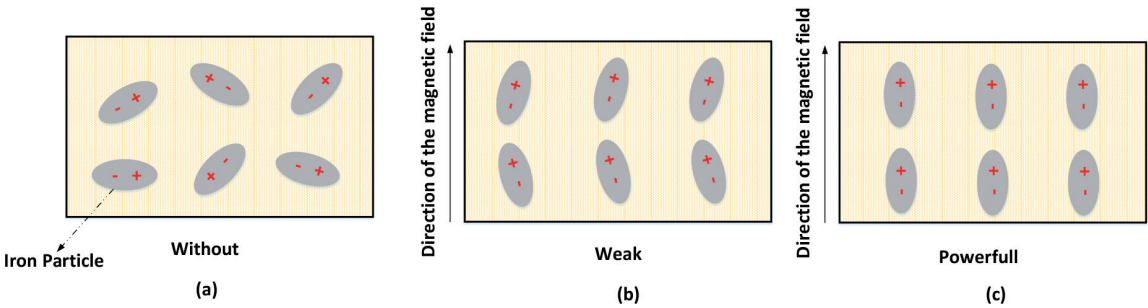 Iron Particle
Without
(a)
Direction of the magnetic field
Weak
(b)
Direction of the magnetic field
Powerfull
(c)